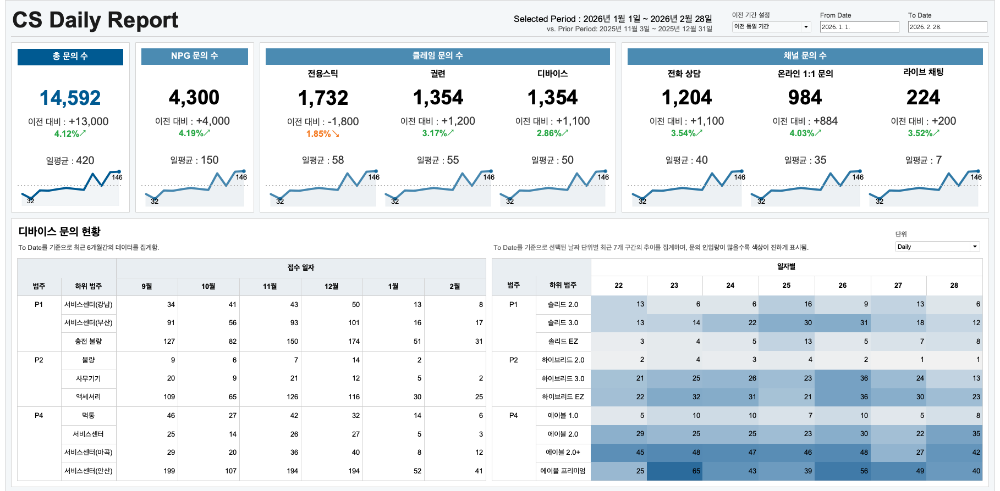 CS Daily Report
Selected Period : 2026년 1월 1일 ~ 2026년 2월 28일
vs. Prior Period: 2025년 11월 3일 ~ 2025년 12월 31일
이전 기간 설정
이전 동일 기간
From Date
2026. 1. 1.
To Date
2026. 2. 28.
총 문의 수
14,592
이전 대비 : +13,000
4.12%↗
일평균 : 420
146
32
NPG 문의 수
4,300
이전 대비 : +4,000
4.19%↗
일평균 : 150
146
32
클레임 문의 수
전용스틱
1,732
이전 대비 : -1,800
1.85%↘
일평균 : 58
146
32
궐련
1,354
이전 대비 : +1,200
3.17%↗
일평균 : 55
146
32
디바이스
1,354
이전 대비 : +1,100
2.86%↗
일평균 : 50
146
32
채널 문의 수
전화 상담
1,204
이전 대비 : +1,100
3.54%↗
일평균 : 40
146
32
온라인 1:1 문의
984
이전 대비 : +884
4.03%↗
일평균 : 35
146
32
라이브 채팅
224
이전 대비 : +200
3.52%↗
일평균 : 7
146
32
디바이스 문의 현황
To Date를 기준으로 최근 6개월간의 데이터를 집계함.
접수 일자
범주 하위 범주 9월 10월 11월 12월 1월 2월
P1 서비스센터(강남) 34 41 43 50 13 8
서비스센터(부산) 91 56 93 101 16 17
충전 불량 127 82 150 174 51 31
P2 불량 9 6 7 14 2
사무기기 20 9 21 12 5 2
액세서리 109 65 126 116 30 25
P4 먹통 46 27 42 32 14 6
서비스센터 25 14 26 27 5 3
서비스센터(마곡) 29 20 36 40 8 12
서비스센터(안산) 199 107 194 194 52 41
To Date를 기준으로 선택된 날짜 단위별 최근 7개 구간의 추이를 집계하며, 문의 인입량이 많을수록 색상이 진하게 표시됨.
단위
Daily
일자별
범주 하위 범주 22 23 24 25 26 27 28
P1 솔리드 2.0 13 6 6 16 9 13 6
솔리드 3.0 13 14 22 30 31 18 12
솔리드 EZ 3 4 5 13 5 7 8
P2 하이브리드 2.0 2 4 3 4 2 1 1
하이브리드 3.0 21 25 26 23 36 24 13
하이브리드 EZ 22 32 31 21 36 30 23
P4 에이블 1.0 5 10 10 7 10 5 8
에이블 2.0 29 25 25 23 30 22 35
에이블 2.0+ 45 48 47 46 48 27 42
에이블 프리미엄 25 65 43 39 56 49 40